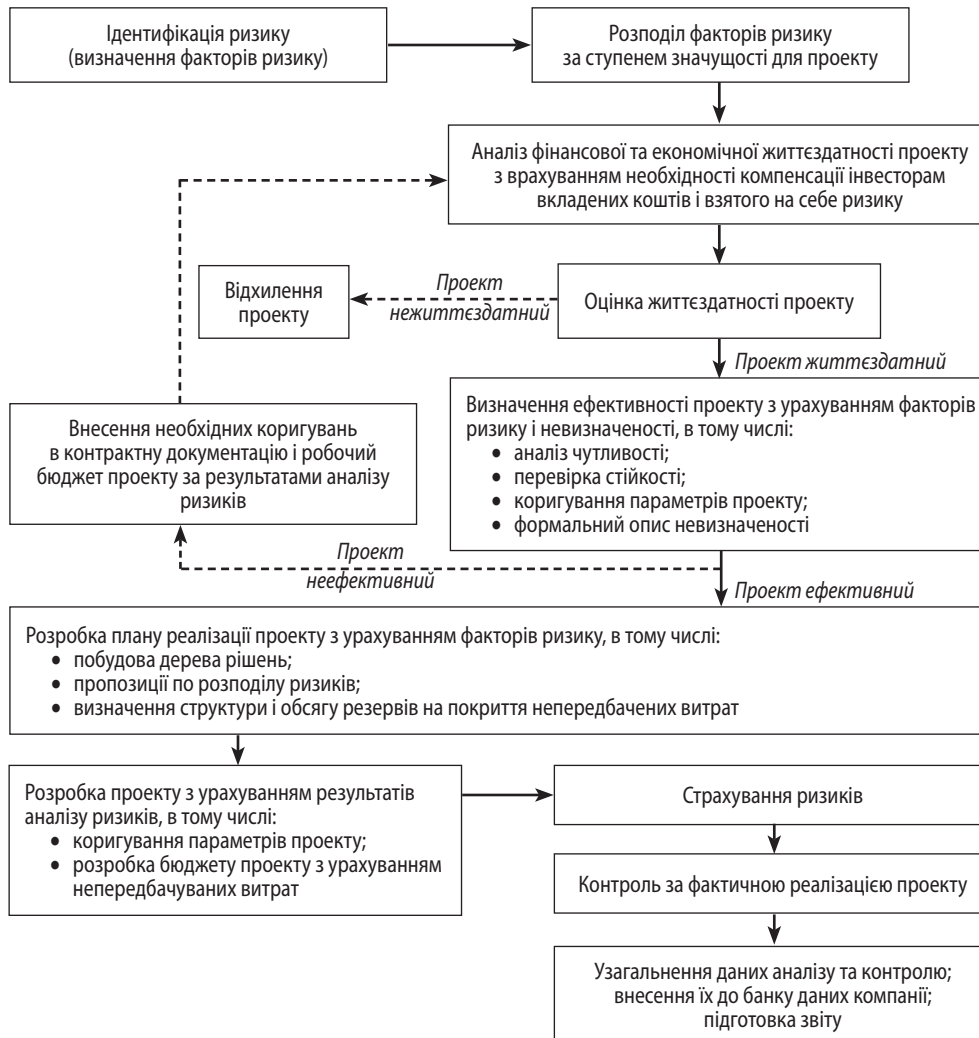 Ідентифікація ризику
(визначення факторів ризику)
Розподіл факторів ризику
за ступенем значущості для проекту
Аналіз фінансової та економічної життєздатності проекту
з врахуванням необхідності компенсації інвесторам
вкладених коштів і взятого на себе ризику
Відхилення
проекту
Проект
нежиттєздатний
Оцінка життєздатності проекту
Проект життєздатний
Внесення необхідних коригувань
в контрактну документацію і робочий
бюджет проекту за результатами аналізу
ризиків
Визначення ефективності проекту з урахуванням факторів
ризику і невизначеності, в тому числі:
• аналіз чутливості;
• перевірка стійкості;
• коригування параметрів проекту;
• формальний опис невизначеності
Проект
неефективний
Проект ефективний
Розробка плану реалізації проекту з урахуванням факторів ризику, в тому числі:
• побудова дерева рішень;
• пропозиції по розподілу ризиків;
• визначення структури і обсягу резервів на покриття непередбачених витрат
Розробка проекту з урахуванням результатів
аналізу ризиків, в тому числі:
• коригування параметрів проекту;
• розробка бюджету проекту з урахуванням
непередбачуваних витрат
Страхування ризиків
Контроль за фактичною реалізацією проекту
Узагальнення даних аналізу та контролю;
внесення їх до банку даних компанії;
підготовка звіту